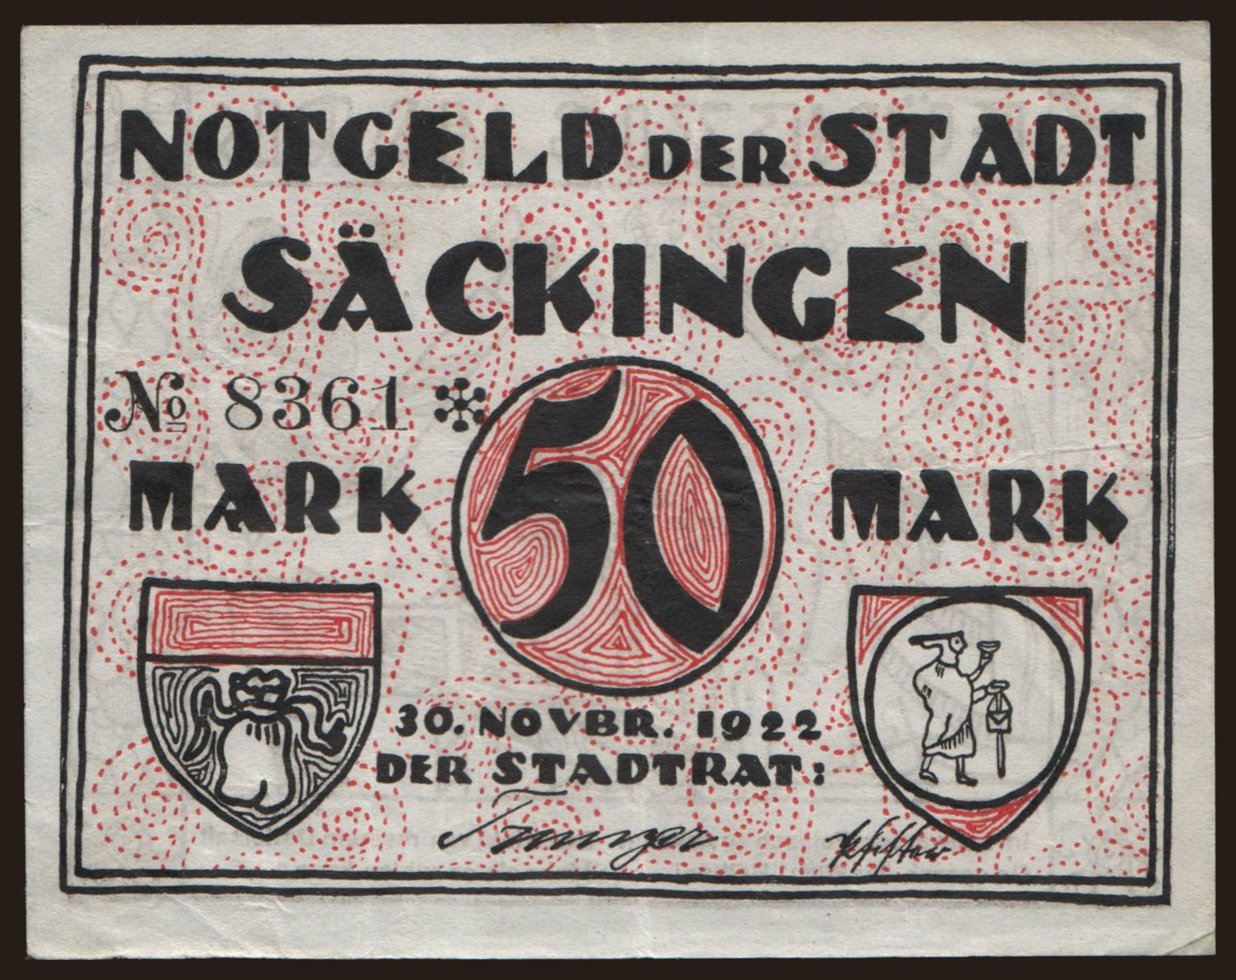 NOTGELD DER STADT
SÄCKINGEN
№ 8361
MARK 50 MARK
30. NOVBR. 1922
DER STADTRAT: